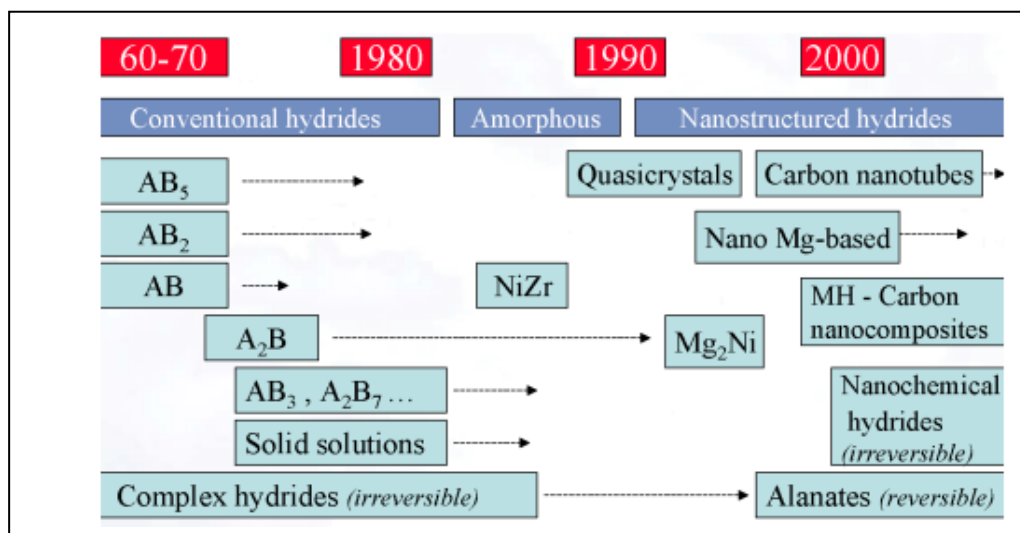 60-70 1980 1990 2000
Conventional hydrides Amorphous Nanostructured hydrides
AB₅ Quasicrystals Carbon nanotubes
AB₂ Nano Mg-based
AB NiZr MH - Carbon
nanocomposites
A₂B Mg₂Ni
AB₃ , A₂B₇ ... Nanochemical
hydrides
Solid solutions (irreversible)
Complex hydrides (irreversible) Alanates (reversible)